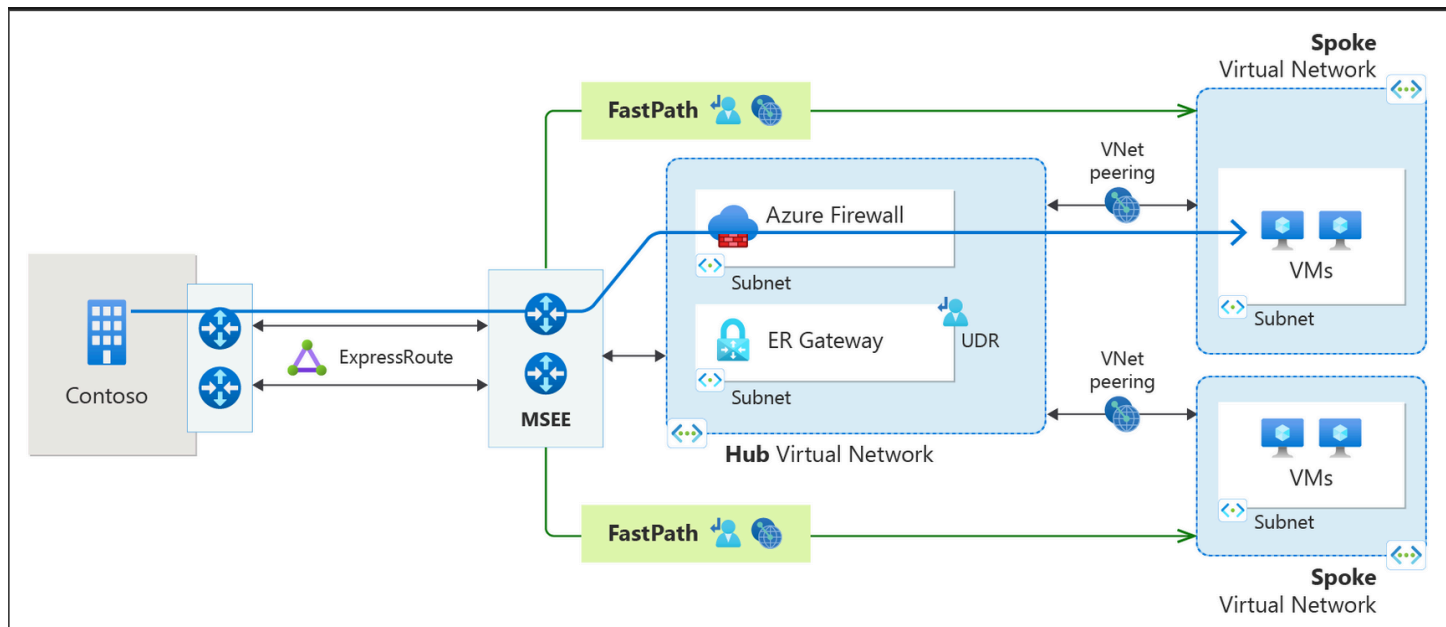 Spoke
Virtual Network
FastPath
VNet
peering
Azure Firewall
Subnet
VMs
Subnet
ER Gateway
UDR
Subnet
ExpressRoute
Contoso
MSEE
Hub Virtual Network
VNet
peering
VMs
Subnet
FastPath
Spoke
Virtual Network